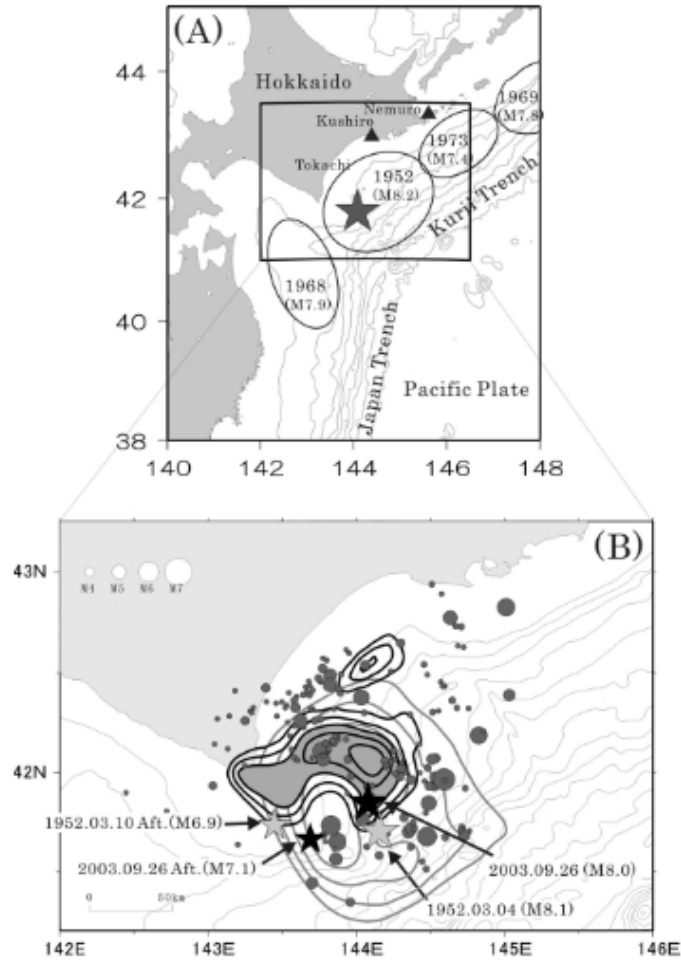 (A)
44
42
40
38
140
142
144
146
148
Hokkaido
Nemuro
Kushiro
Tokachi
1969
(M7.8)
1973
(M7.4)
1952
(M8.2)
1968
(M7.9)
Kuril Trench
Japan Trench
Pacific Plate
(B)
43N
42N
M4 M5 M6 M7
1952.03.10 Aft.(M6.9)
2003.09.26 Aft.(M7.1)
2003.09.26 (M8.0)
1952.03.04 (M8.1)
0 50km
142E
143E
144E
145E
146E